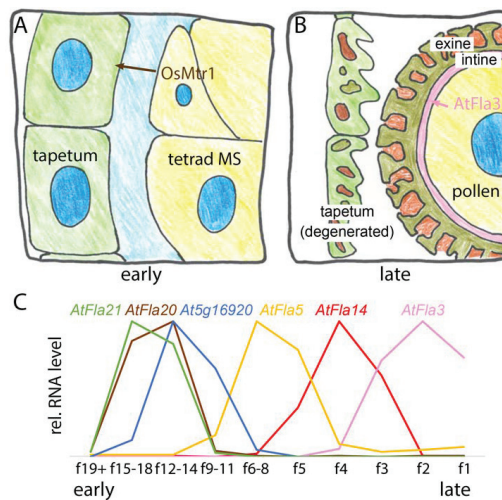 A
OsMtr1
tapetum
tetrad MS
early
B
exine
intine
AtFla3
pollen
tapetum
(degenerated)
late
C
AtFla21 AtFla20 At5g16920 AtFla5 AtFla14 AtFla3
rel. RNA level
f19+ f15-18 f12-14 f9-11 f6-8 f5 f4 f3 f2 f1
early late